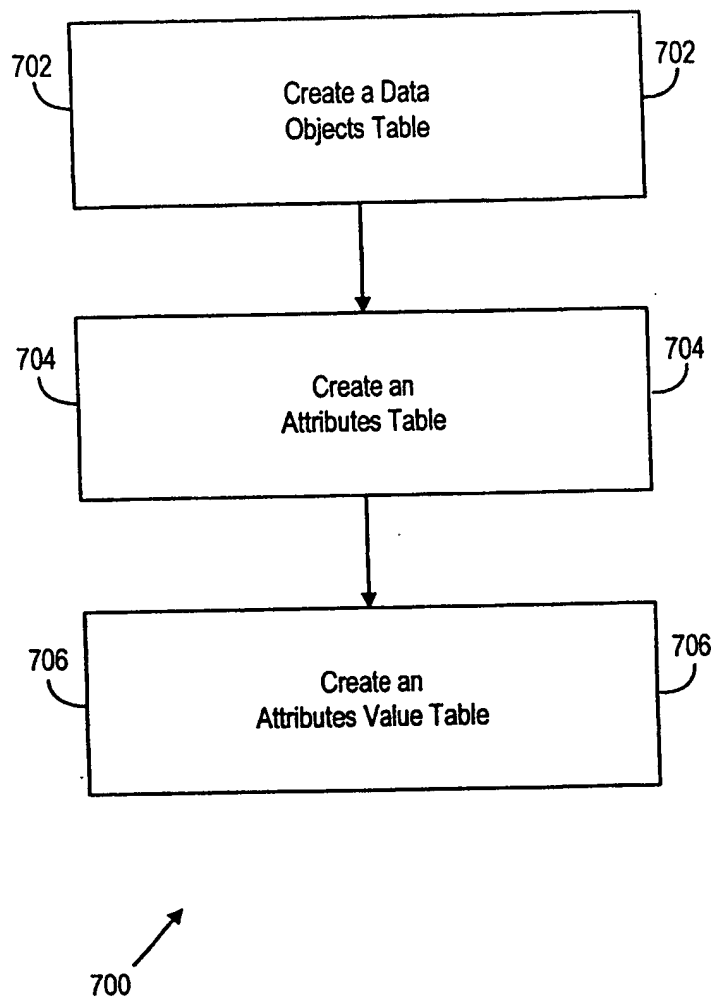 702
702
Create a Data
Objects Table
704
704
Create an
Attributes Table
706
706
Create an
Attributes Value Table
700